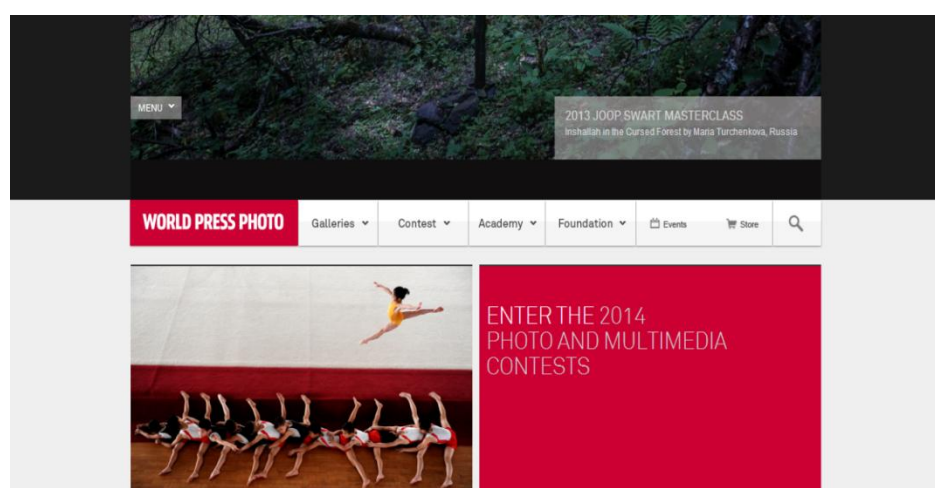 MENU
2013 JOOP SWART MASTERCLASS
Inshallah in the Cursed Forest by Maria Turchenkova, Russia
WORLD PRESS PHOTO
Galleries
Contest
Academy
Foundation
Events
Store
ENTER THE 2014
PHOTO AND MULTIMEDIA
CONTESTS